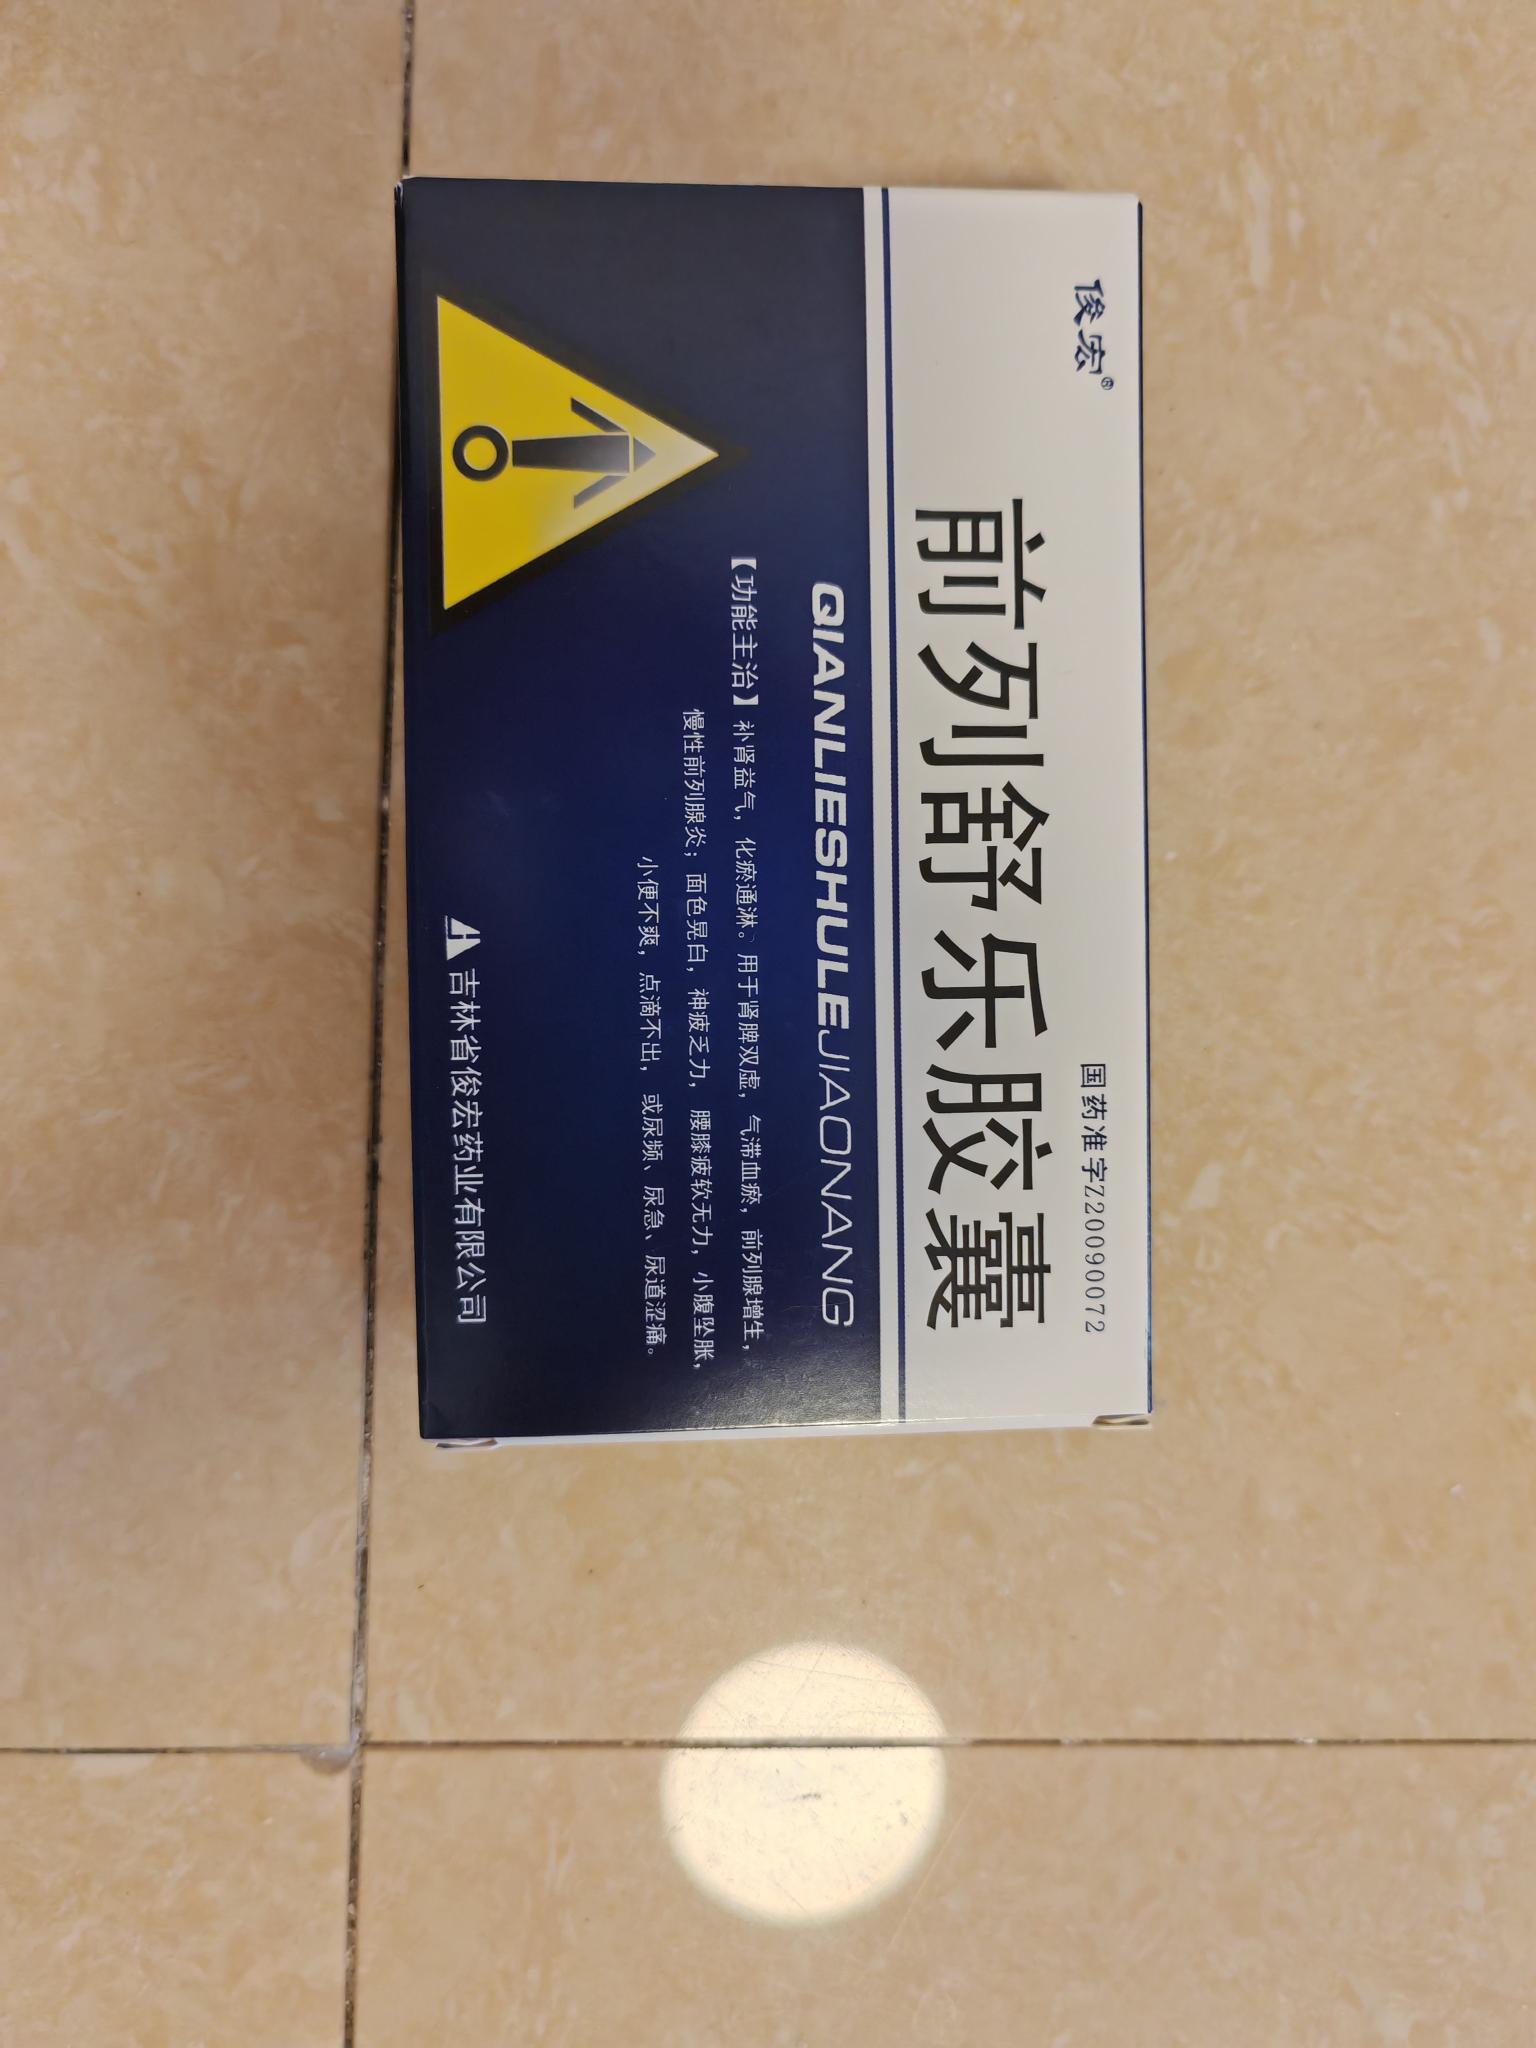 俊宏®
国药准字Z20090072
前列舒乐胶囊
QIANLIESHULEJIAONANG
【功能主治】补肾益气，化瘀通淋。用于肾脾双虚，气滞血瘀，前列腺增生，
慢性前列腺炎；面色晃白，神疲乏力，腰膝疲软无力，小腹坠胀，
小便不爽，点滴不出，或尿频、尿急、尿道涩痛。
吉林省俊宏药业有限公司